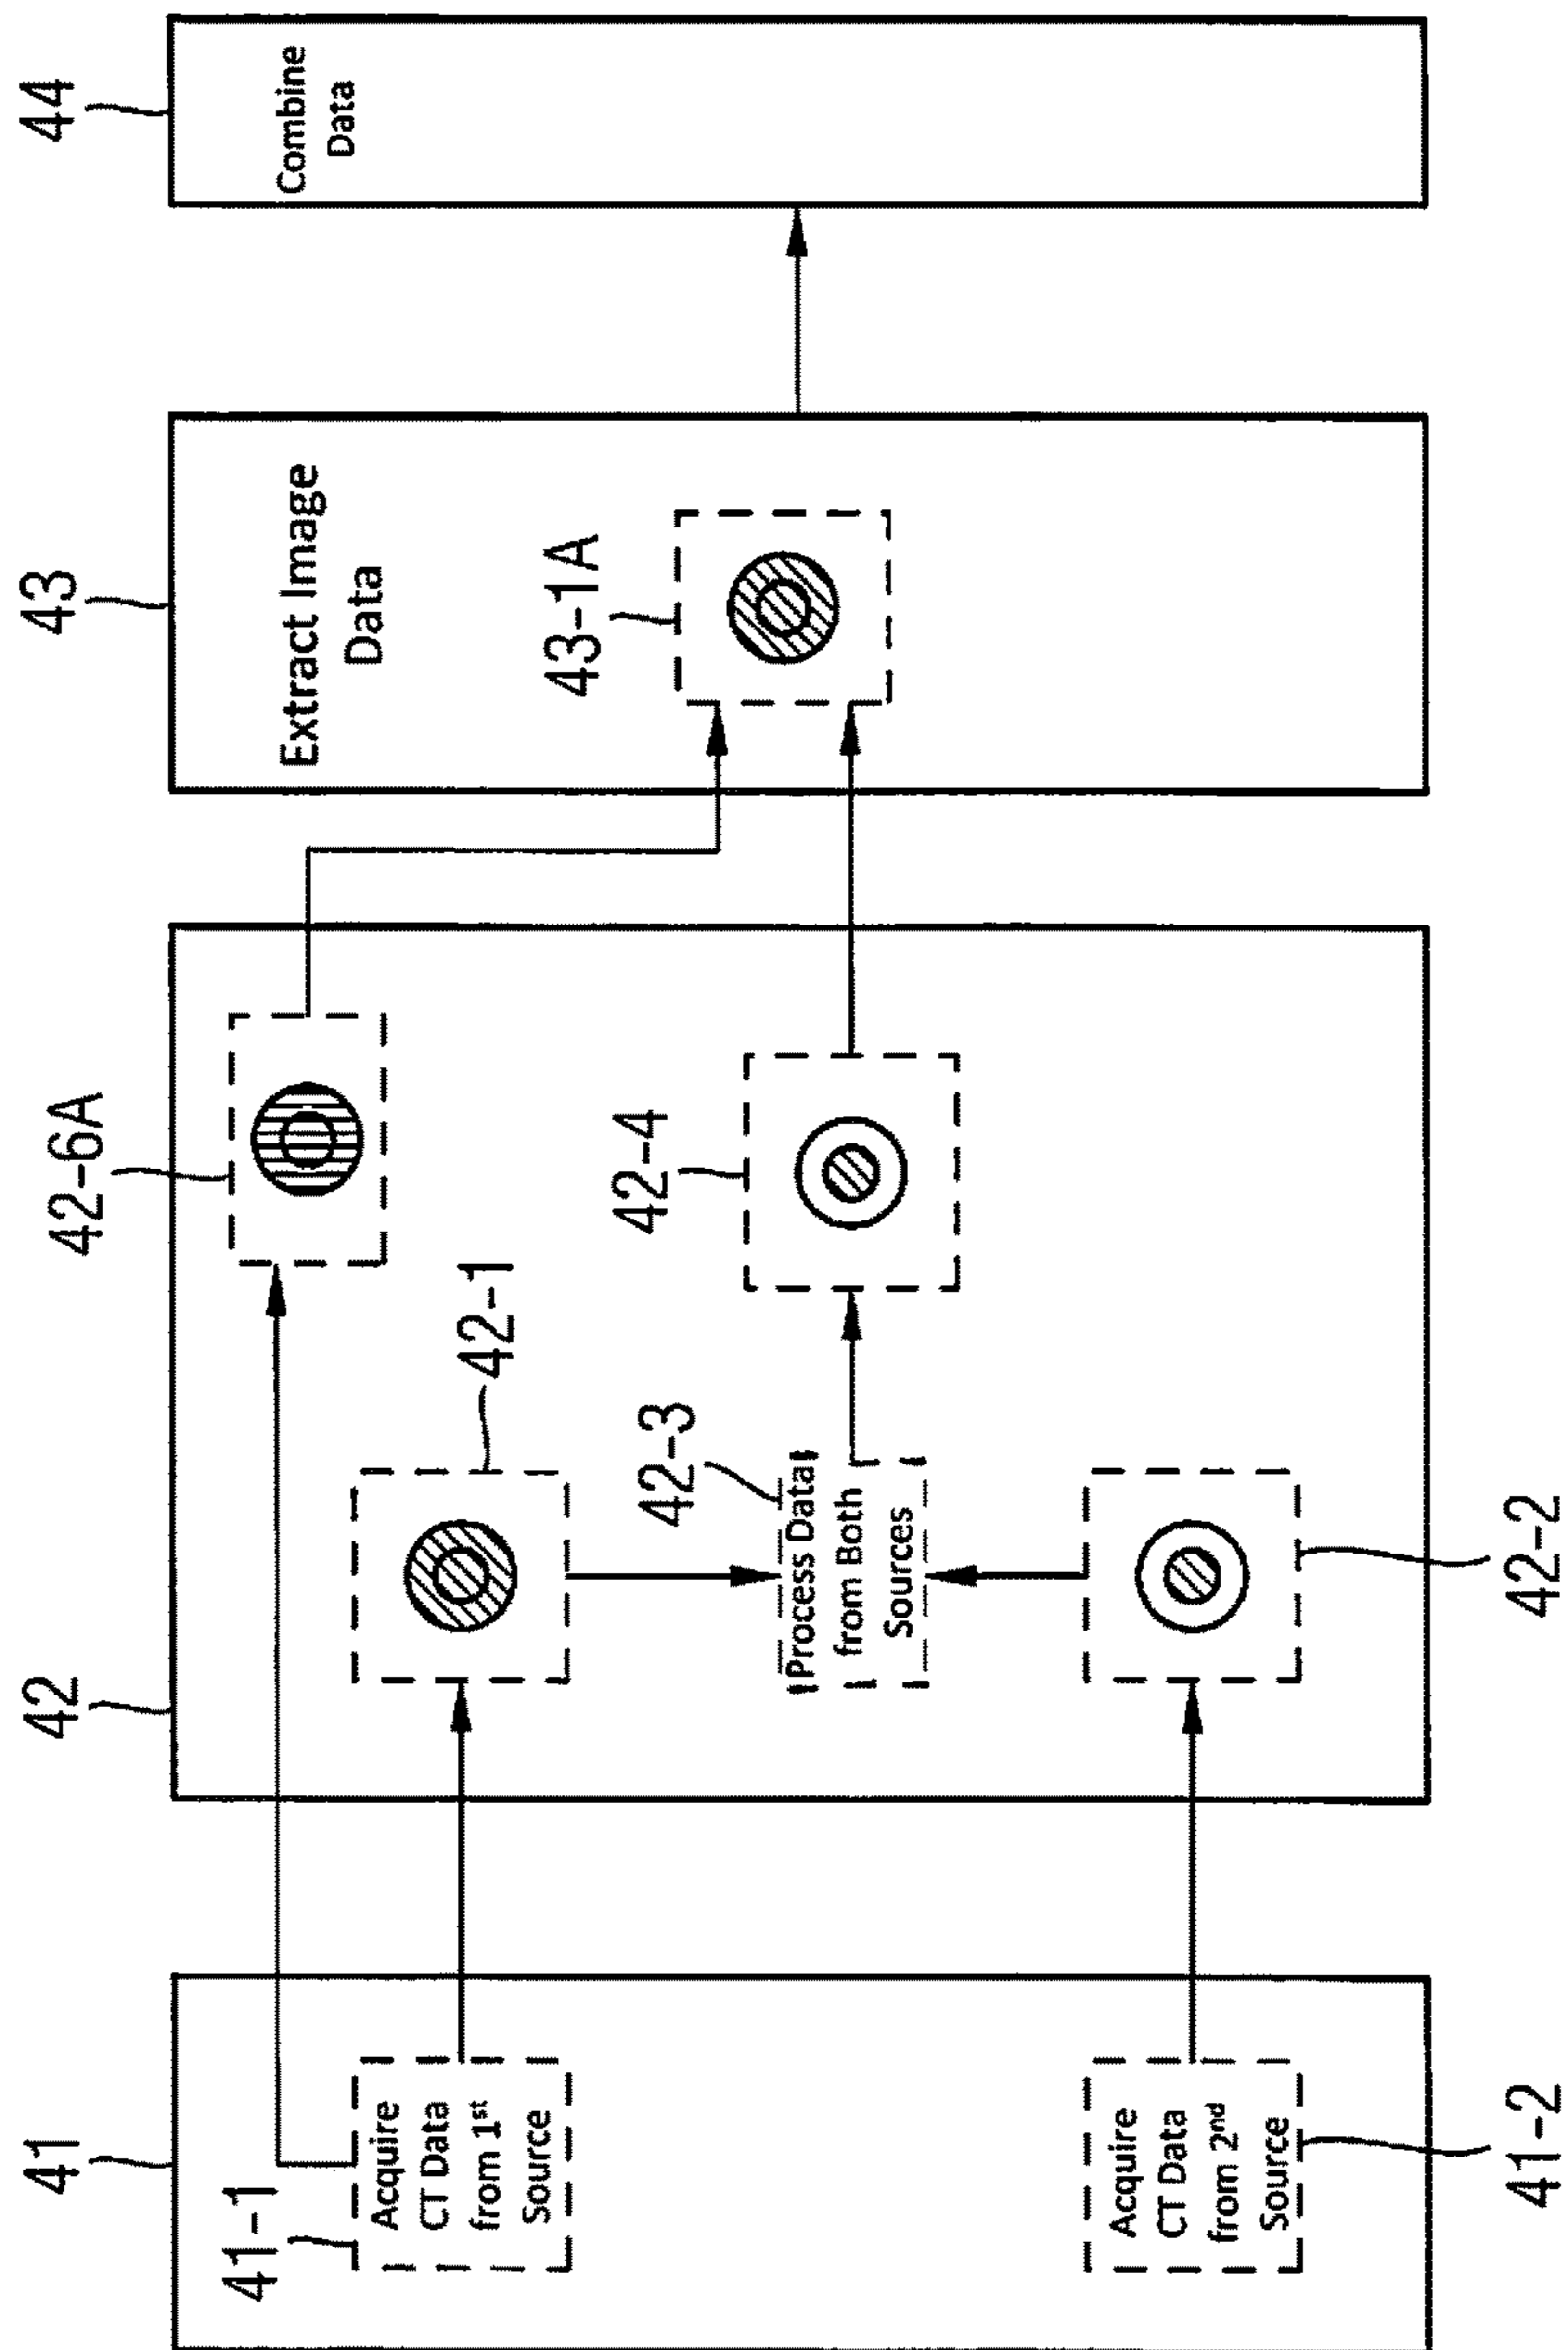 41
41-1
Acquire
CT Data
from 1st
Source
Acquire
CT Data
from 2nd
Source
41-2
42
42-1
42-2
42-3
Process Data
from Both
Sources
42-4
42-6A
43
Extract Image
Data
43-1A
44
Combine
Data